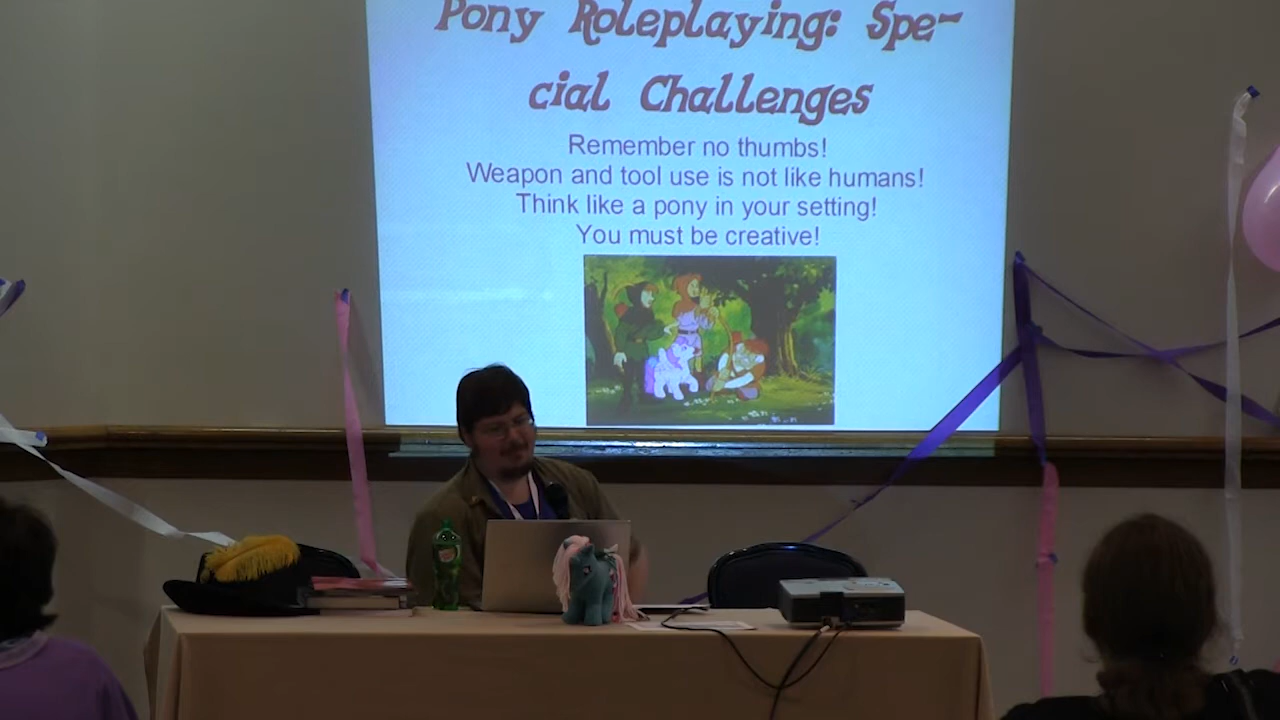 Pony Roleplaying: Spe-
cial Challenges
Remember no thumbs!
Weapon and tool use is not like humans!
Think like a pony in your setting!
You must be creative!